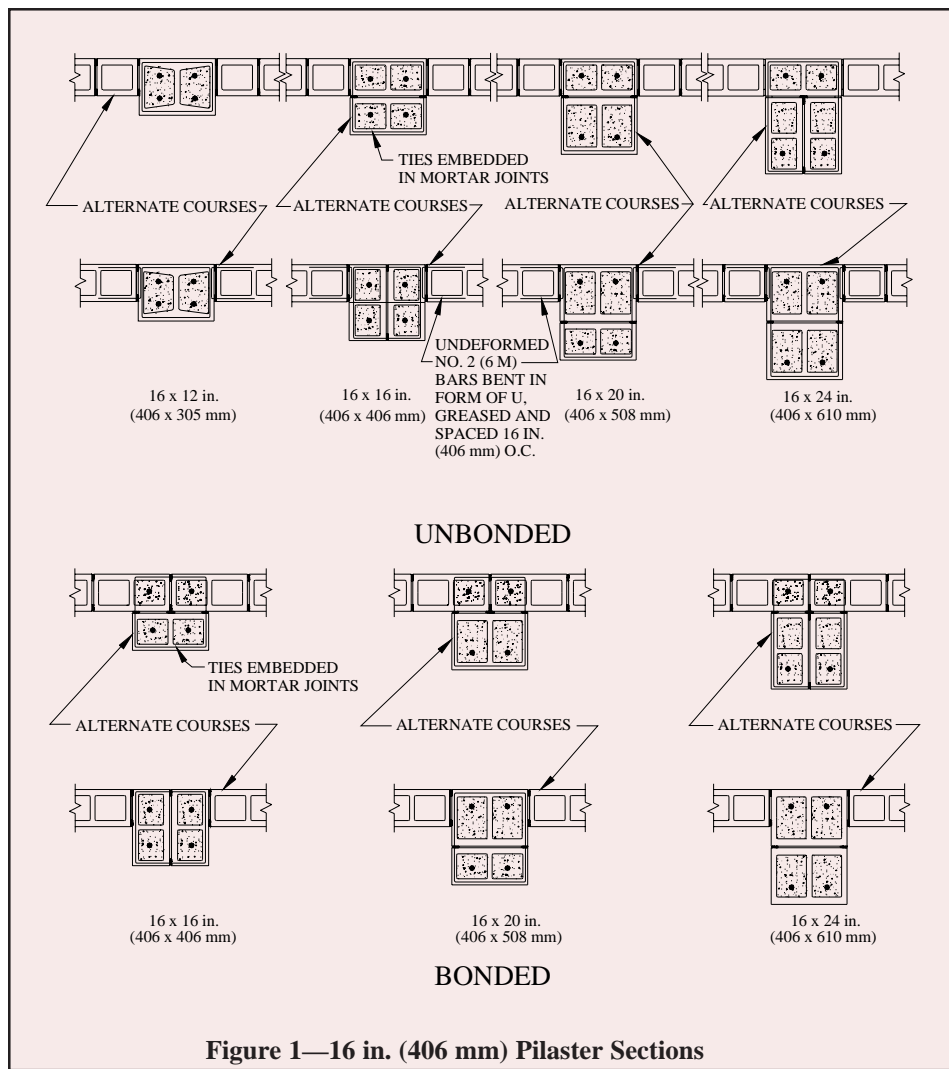 TIES EMBEDDED
IN MORTAR JOINTS
ALTERNATE COURSES
ALTERNATE COURSES
ALTERNATE COURSES
ALTERNATE COURSES
UNDEFORMED
NO. 2 (6 M)
BARS BENT IN
FORM OF U,
GREASED AND
SPACED 16 IN.
(406 mm) O.C.
16 x 12 in.
(406 x 305 mm)
16 x 16 in.
(406 x 406 mm)
16 x 20 in.
(406 x 508 mm)
16 x 24 in.
(406 x 610 mm)
UNBONDED
TIES EMBEDDED
IN MORTAR JOINTS
ALTERNATE COURSES
ALTERNATE COURSES
ALTERNATE COURSES
16 x 16 in.
(406 x 406 mm)
16 x 20 in.
(406 x 508 mm)
16 x 24 in.
(406 x 610 mm)
BONDED
Figure 1—16 in. (406 mm) Pilaster Sections